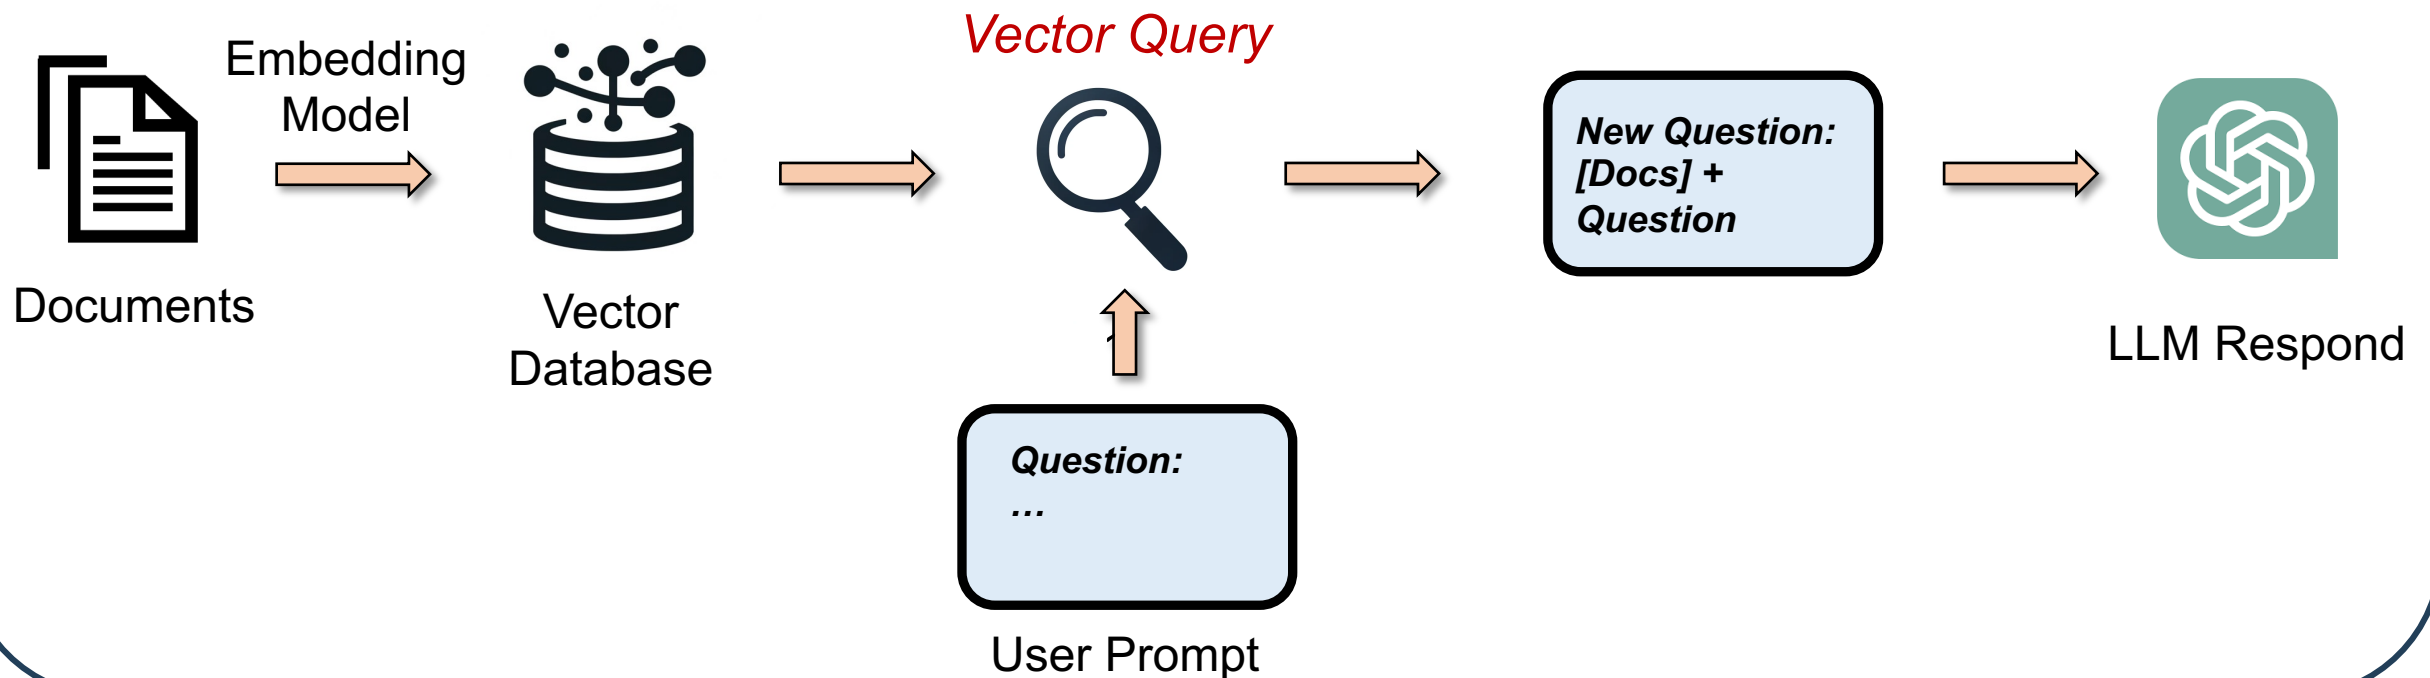 Embedding
Model
Documents
Vector
Database
Vector Query
Question:
…
User Prompt
New Question:
[Docs] +
Question
LLM Respond